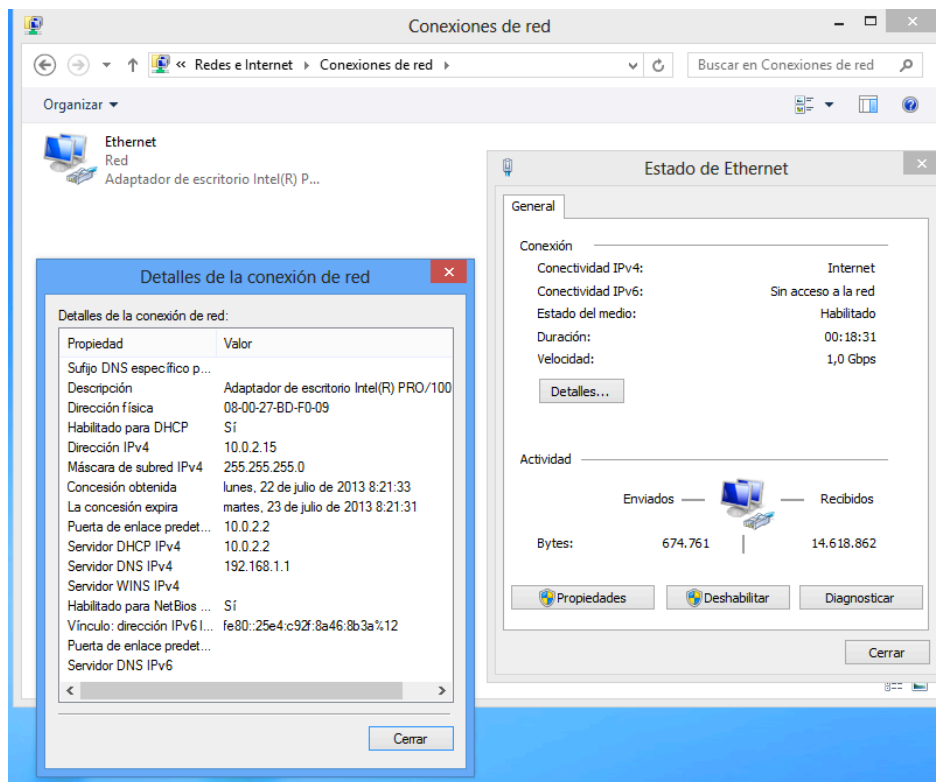 Conexiones de red
« Redes e Internet Conexiones de red
Buscar en Conexiones de red
Organizar
Ethernet
Red
Adaptador de escritorio Intel(R) P...
Estado de Ethernet
General
Conexión
Conectividad IPv4: Internet
Conectividad IPv6: Sin acceso a la red
Estado del medio: Habilitado
Duración: 00:18:31
Velocidad: 1,0 Gbps
Detalles...
Actividad
Enviados — — Recibidos
Bytes: 674.761 | 14.618.862
Propiedades Deshabilitar Diagnosticar
Cerrar
Detalles de la conexión de red
Detalles de la conexión de red:
Propiedad Valor
Sufijo DNS específico p...
Descripción Adaptador de escritorio Intel(R) PRO/100
Dirección física 08-00-27-BD-F0-09
Habilitado para DHCP Sí
Dirección IPv4 10.0.2.15
Máscara de subred IPv4 255.255.255.0
Concesión obtenida lunes, 22 de julio de 2013 8:21:33
La concesión expira martes, 23 de julio de 2013 8:21:31
Puerta de enlace predet... 10.0.2.2
Servidor DHCP IPv4 10.0.2.2
Servidor DNS IPv4 192.168.1.1
Servidor WINS IPv4
Habilitado para NetBios ... Sí
Vínculo: dirección IPv6 l... fe80::25e4:c92f:8a46:8b3a%12
Puerta de enlace predet...
Servidor DNS IPv6
Cerrar